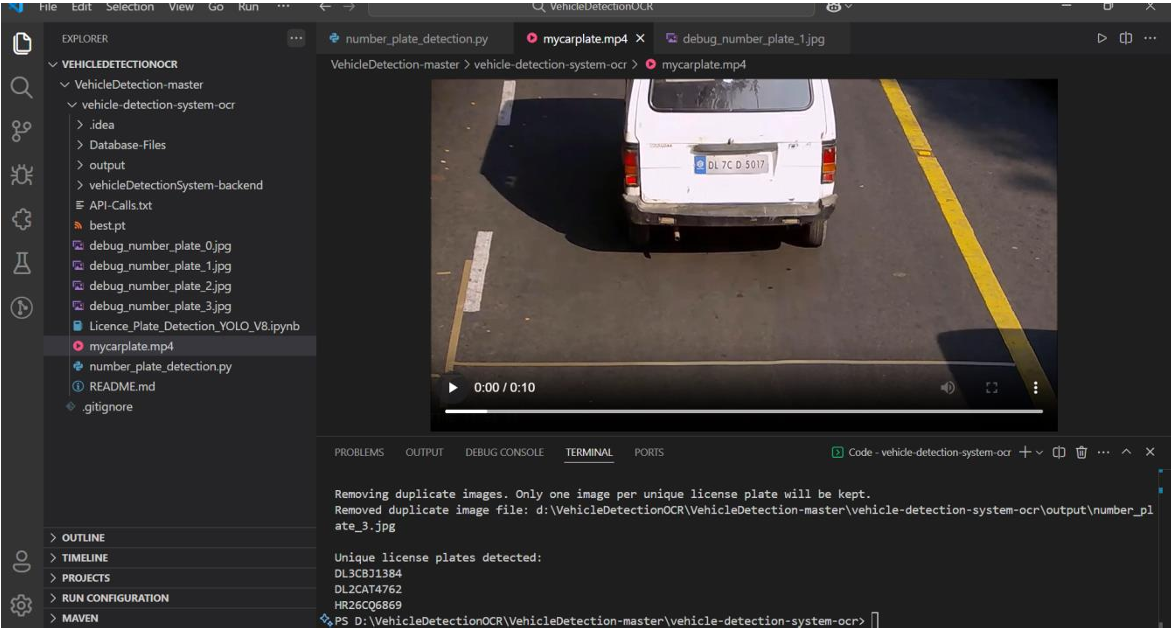 File Edit Selection View Go Run ···
VehicleDetectionOCR
EXPLORER
VEHICLEDETECTIONOCR
VehicleDetection-master
vehicle-detection-system-ocr
.idea
Database-Files
output
vehicleDetectionSystem-backend
API-Calls.txt
best.pt
debug_number_plate_0.jpg
debug_number_plate_1.jpg
debug_number_plate_2.jpg
debug_number_plate_3.jpg
Licence_Plate_Detection_YOLO_V8.ipynb
mycarplate.mp4
number_plate_detection.py
README.md
.gitignore
OUTLINE
TIMELINE
PROJECTS
RUN CONFIGURATION
MAVEN
number_plate_detection.py mycarplate.mp4 debug_number_plate_1.jpg
VehicleDetection-master > vehicle-detection-system-ocr > mycarplate.mp4
DL 7C D 5017
0:00 / 0:10
PROBLEMS OUTPUT DEBUG CONSOLE TERMINAL PORTS
Code - vehicle-detection-system-ocr
Removing duplicate images. Only one image per unique license plate will be kept.
Removed duplicate image file: d:\VehicleDetectionOCR\VehicleDetection-master\vehicle-detection-system-ocr\output\number_pl
ate_3.jpg
Unique license plates detected:
DL3CBJ1384
DL2CAT4762
HR26CQ6869
PS D:\VehicleDetectionOCR\VehicleDetection-master\vehicle-detection-system-ocr>